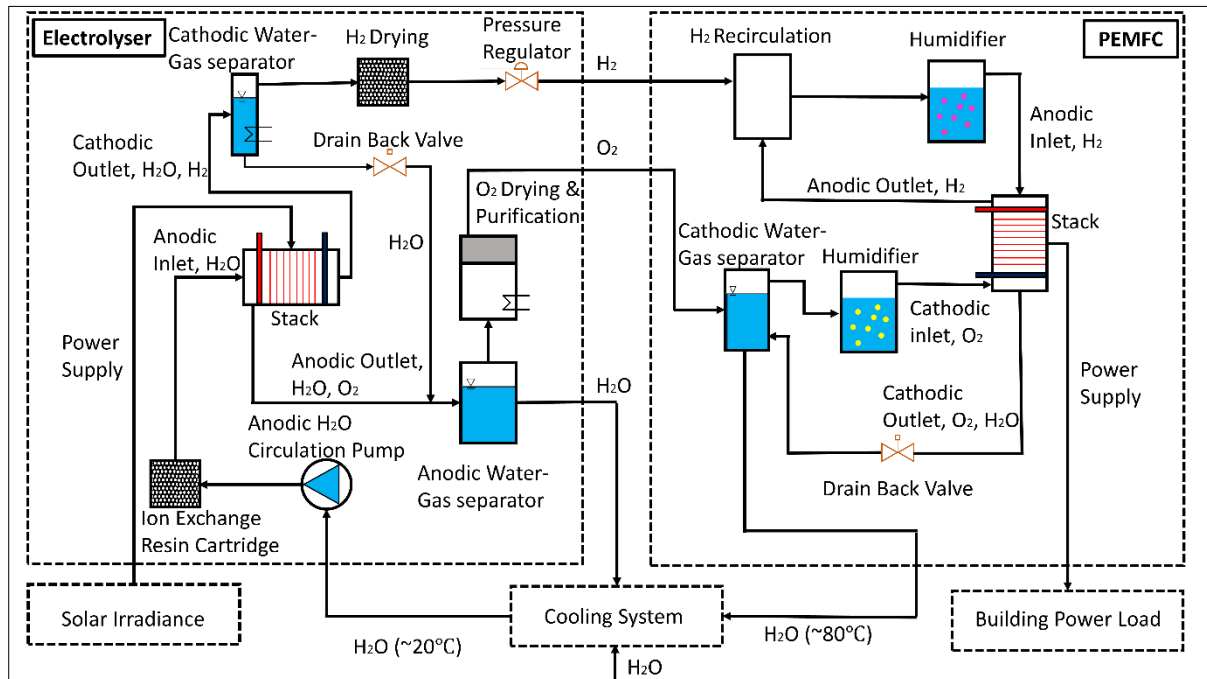 Electrolyser
Cathodic Water-
Gas separator
H₂ Drying
Pressure
Regulator
H₂
H₂ Recirculation
Humidifier
PEMFC
Anodic
Inlet, H₂
Cathodic
Outlet, H₂O, H₂
Drain Back Valve
O₂
O₂ Drying &
Purification
Anodic Outlet, H₂
Stack
Cathodic Water-
Gas separator
Humidifier
Anodic
Inlet, H₂O
H₂O
Stack
Cathodic
inlet, O₂
Power
Supply
Anodic Outlet,
H₂O, O₂
H₂O
Power
Supply
Cathodic
Outlet, O₂, H₂O
Anodic H₂O
Circulation Pump
Anodic Water-
Gas separator
Drain Back Valve
Ion Exchange
Resin Cartridge
Solar Irradiance
Cooling System
Building Power Load
H₂O (~20℃)
H₂O (~80℃)
H₂O